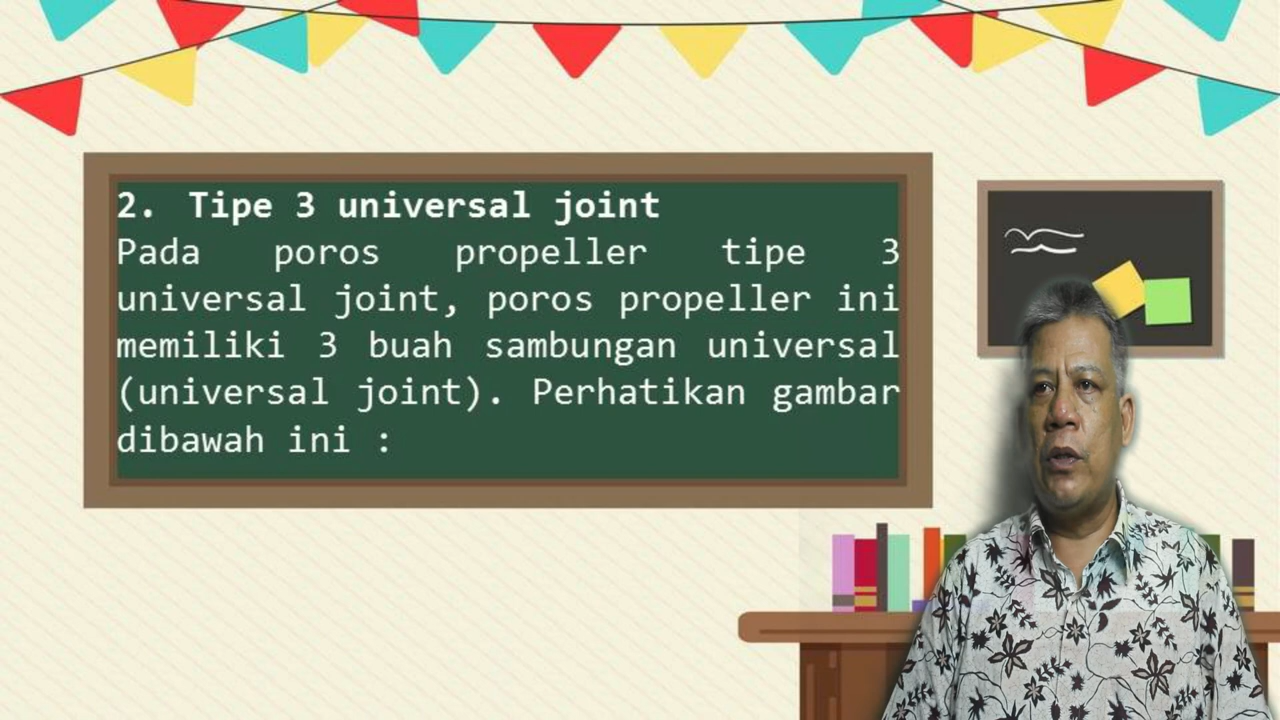 2. Tipe 3 universal joint
Pada poros propeller tipe 3
universal joint, poros propeller ini
memiliki 3 buah sambungan universal
(universal joint). Perhatikan gambar
dibawah ini :